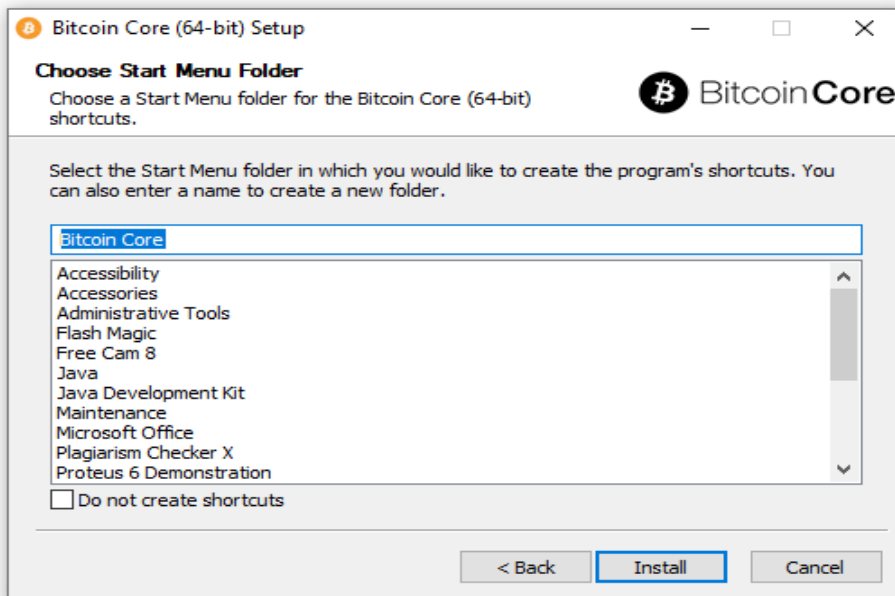 Bitcoin Core (64-bit) Setup
Choose Start Menu Folder
Choose a Start Menu folder for the Bitcoin Core (64-bit)
shortcuts.
Bitcoin Core
Select the Start Menu folder in which you would like to create the program's shortcuts. You
can also enter a name to create a new folder.
Bitcoin Core
Accessibility
Accessories
Administrative Tools
Flash Magic
Free Cam 8
Java
Java Development Kit
Maintenance
Microsoft Office
Plagiarism Checker X
Proteus 6 Demonstration
Do not create shortcuts
< Back
Install
Cancel